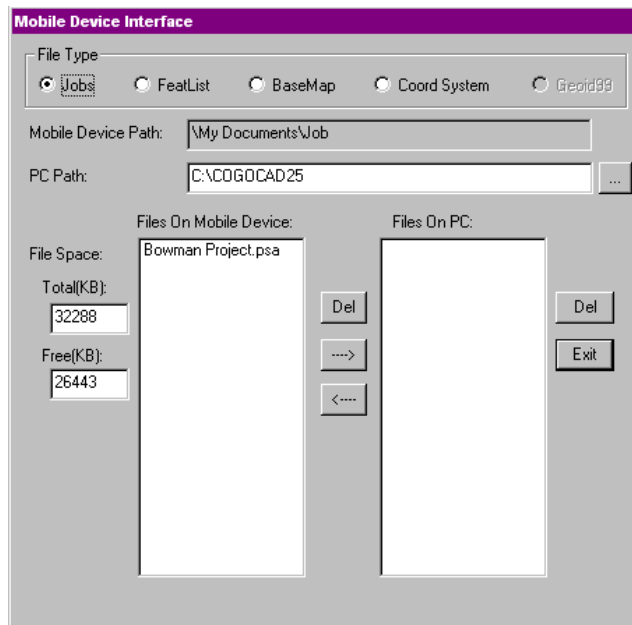 Mobile Device Interface
File Type
Jobs FeatList BaseMap Coord System Geoid99
Mobile Device Path: \My Documents\Job
PC Path: C:\COGOCAD25 ...
Files On Mobile Device: Files On PC:
Bowman Project.psa
File Space:
Total(KB):
32288
Del Del
Free(KB):
26443
----> Exit
<----